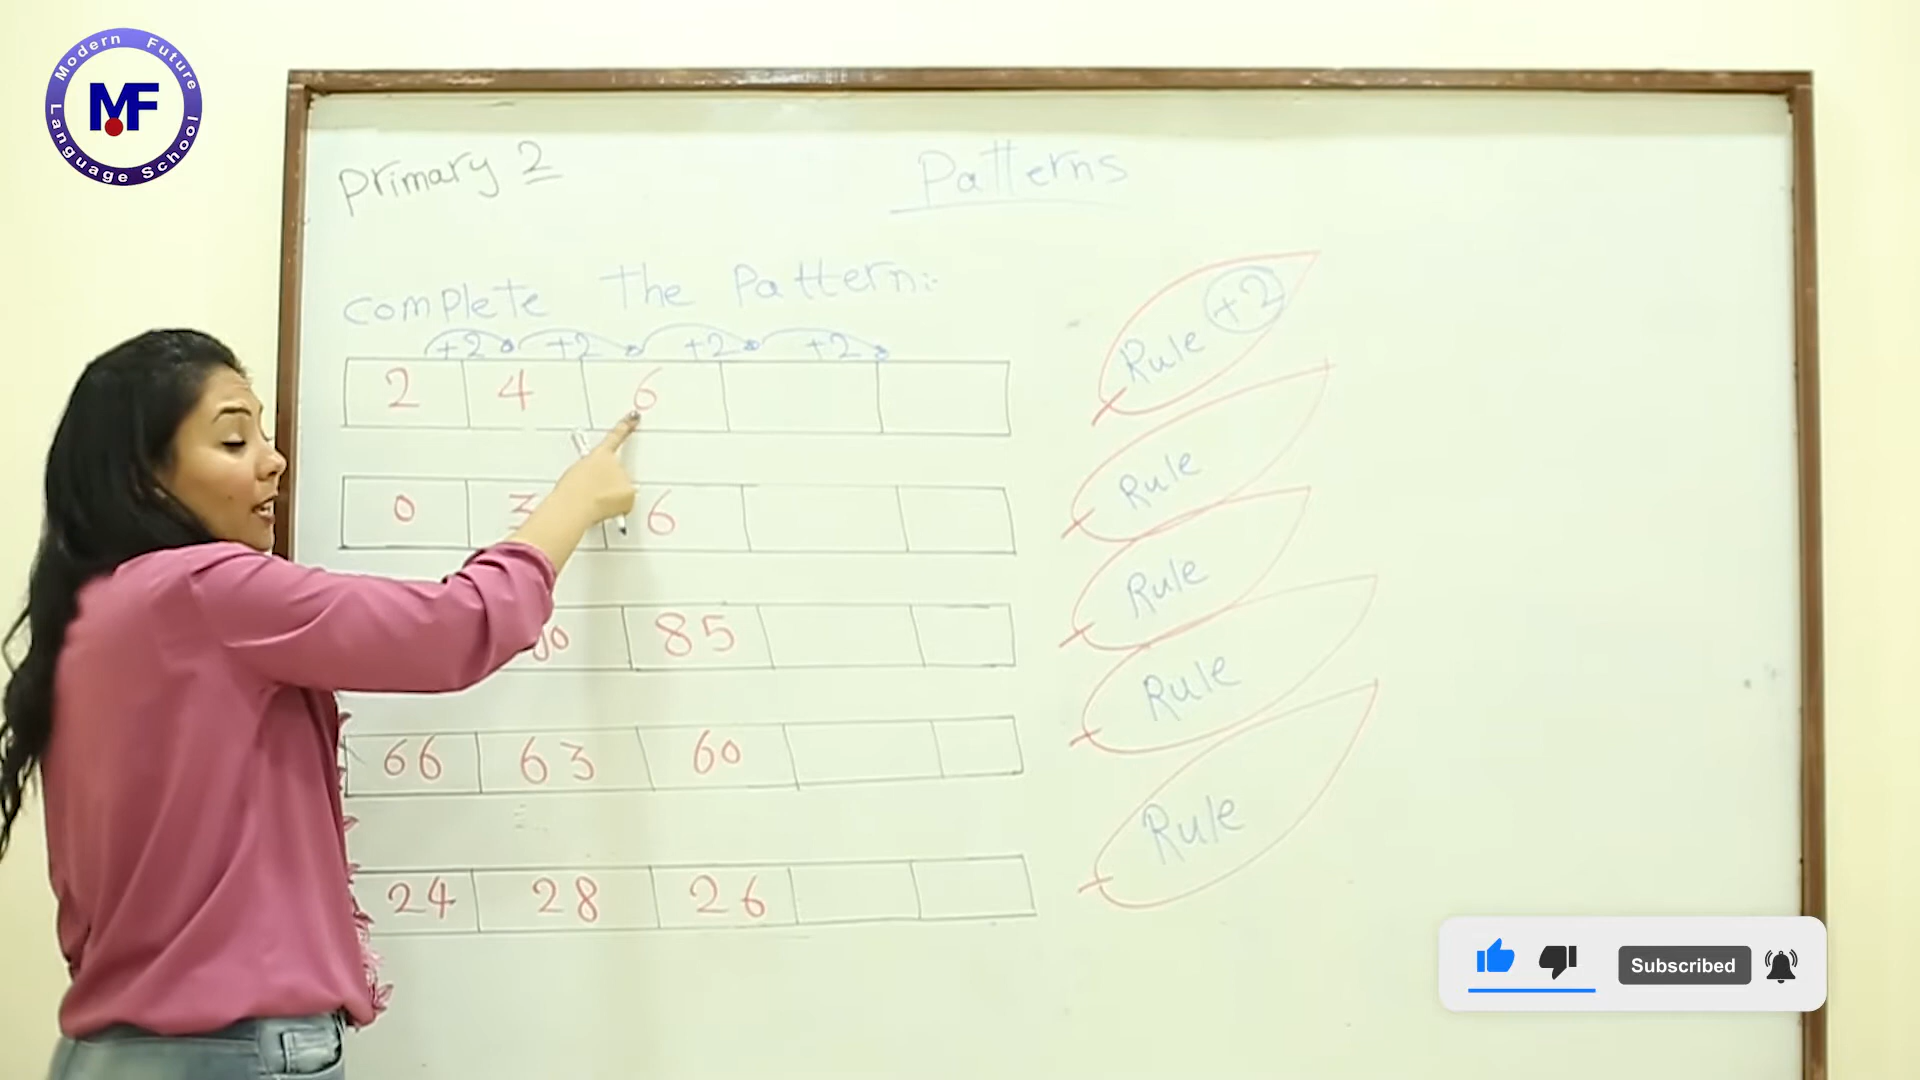 Modern Future
Language School
MF
Primary 2
Patterns
Complete The Pattern:-
+2 +2 +2 +2
2 4 6
Rule +2
0 3 6
Rule
85
Rule
66 63 60
Rule
24 28 26
Rule
Subscribed